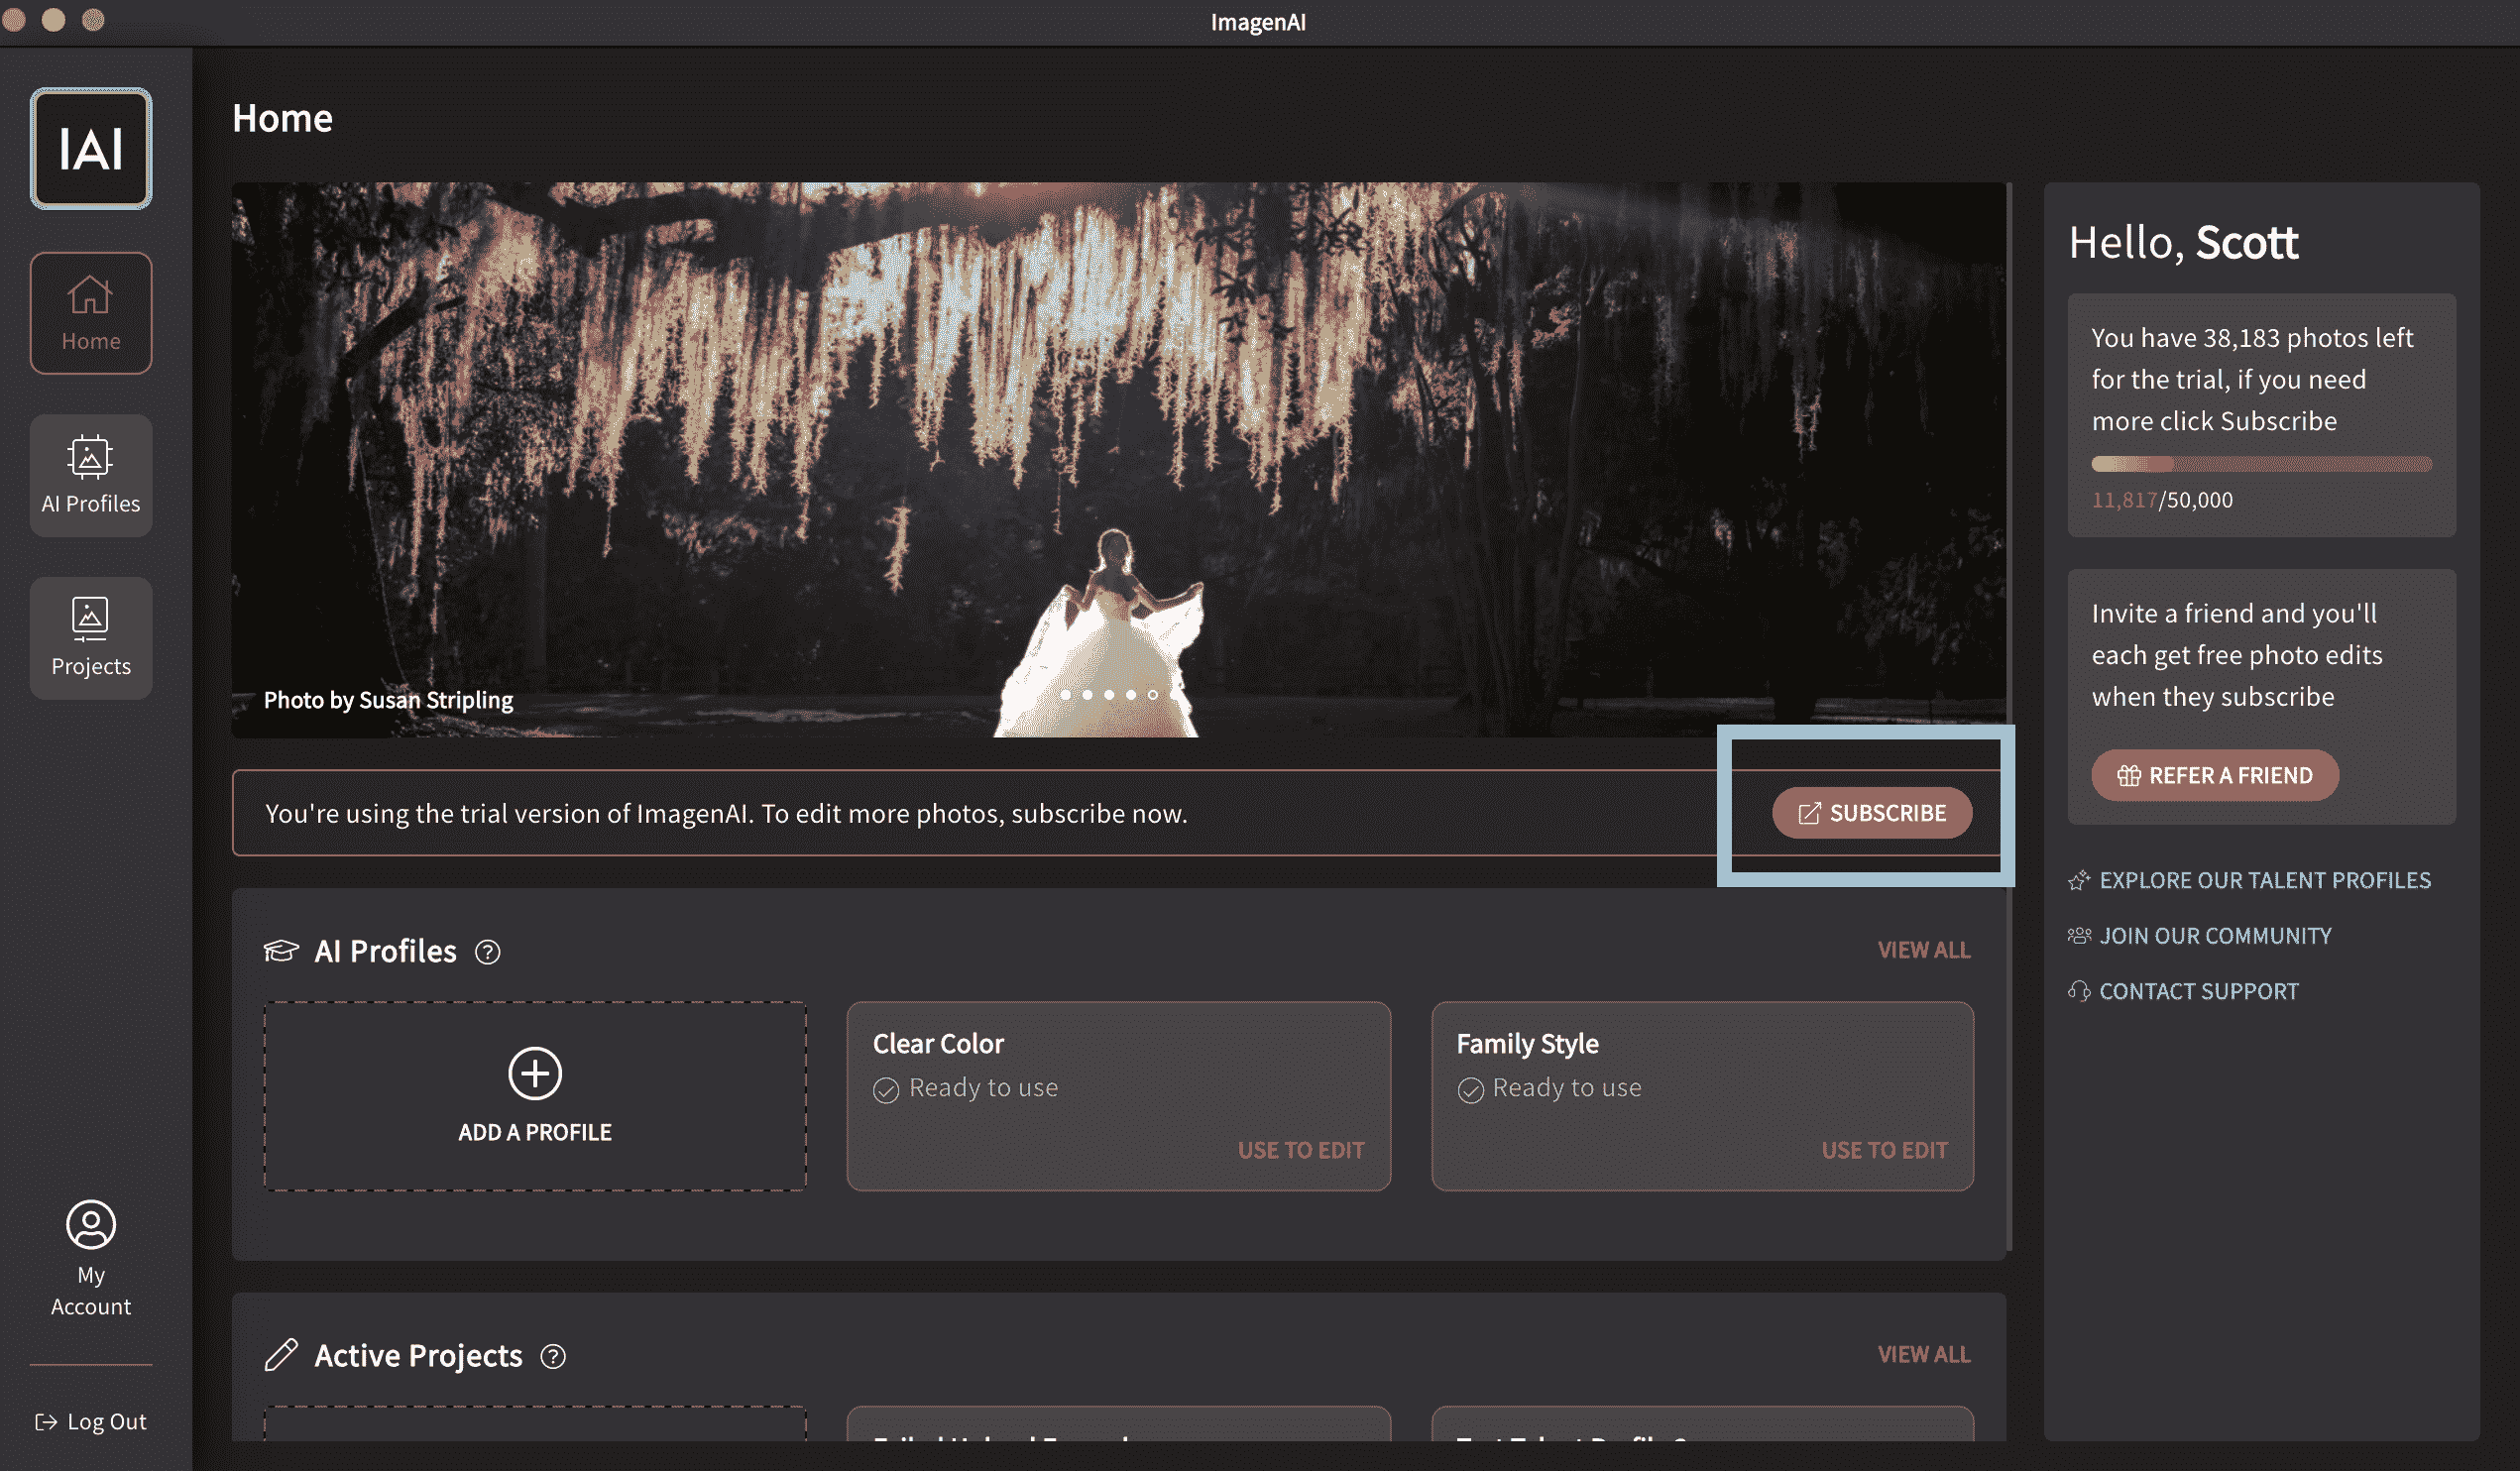 ImagenAI
IAI
Home
AI Profiles
Projects
My
Account
Log Out
Home
Photo by Susan Stripling
You're using the trial version of ImagenAI. To edit more photos, subscribe now.
SUBSCRIBE
AI Profiles ?
VIEW ALL
ADD A PROFILE
Clear Color
Ready to use
USE TO EDIT
Family Style
Ready to use
USE TO EDIT
Active Projects ?
VIEW ALL
Hello, Scott
You have 38,183 photos left
for the trial, if you need
more click Subscribe
11,817/50,000
Invite a friend and you'll
each get free photo edits
when they subscribe
REFER A FRIEND
EXPLORE OUR TALENT PROFILES
JOIN OUR COMMUNITY
CONTACT SUPPORT